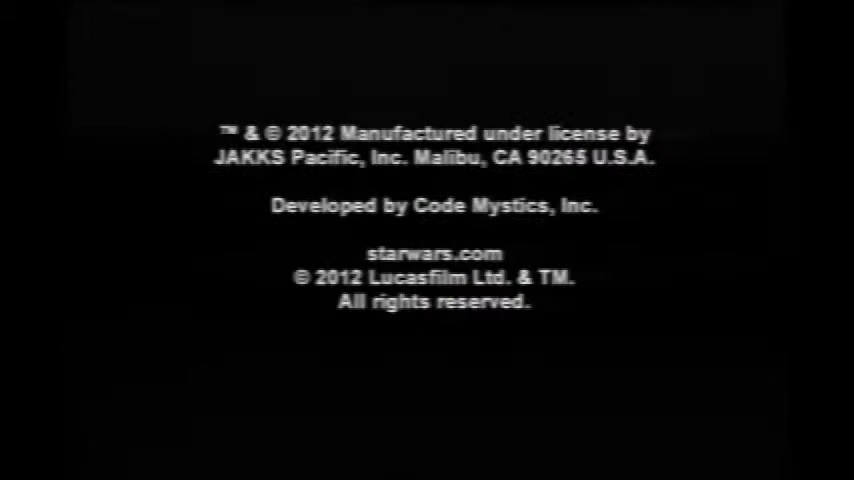 ™ & © 2012 Manufactured under license by
JAKKS Pacific, Inc. Malibu, CA 90265 U.S.A.
Developed by Code Mystics, Inc.
starwars.com
© 2012 Lucasfilm Ltd. & TM.
All rights reserved.